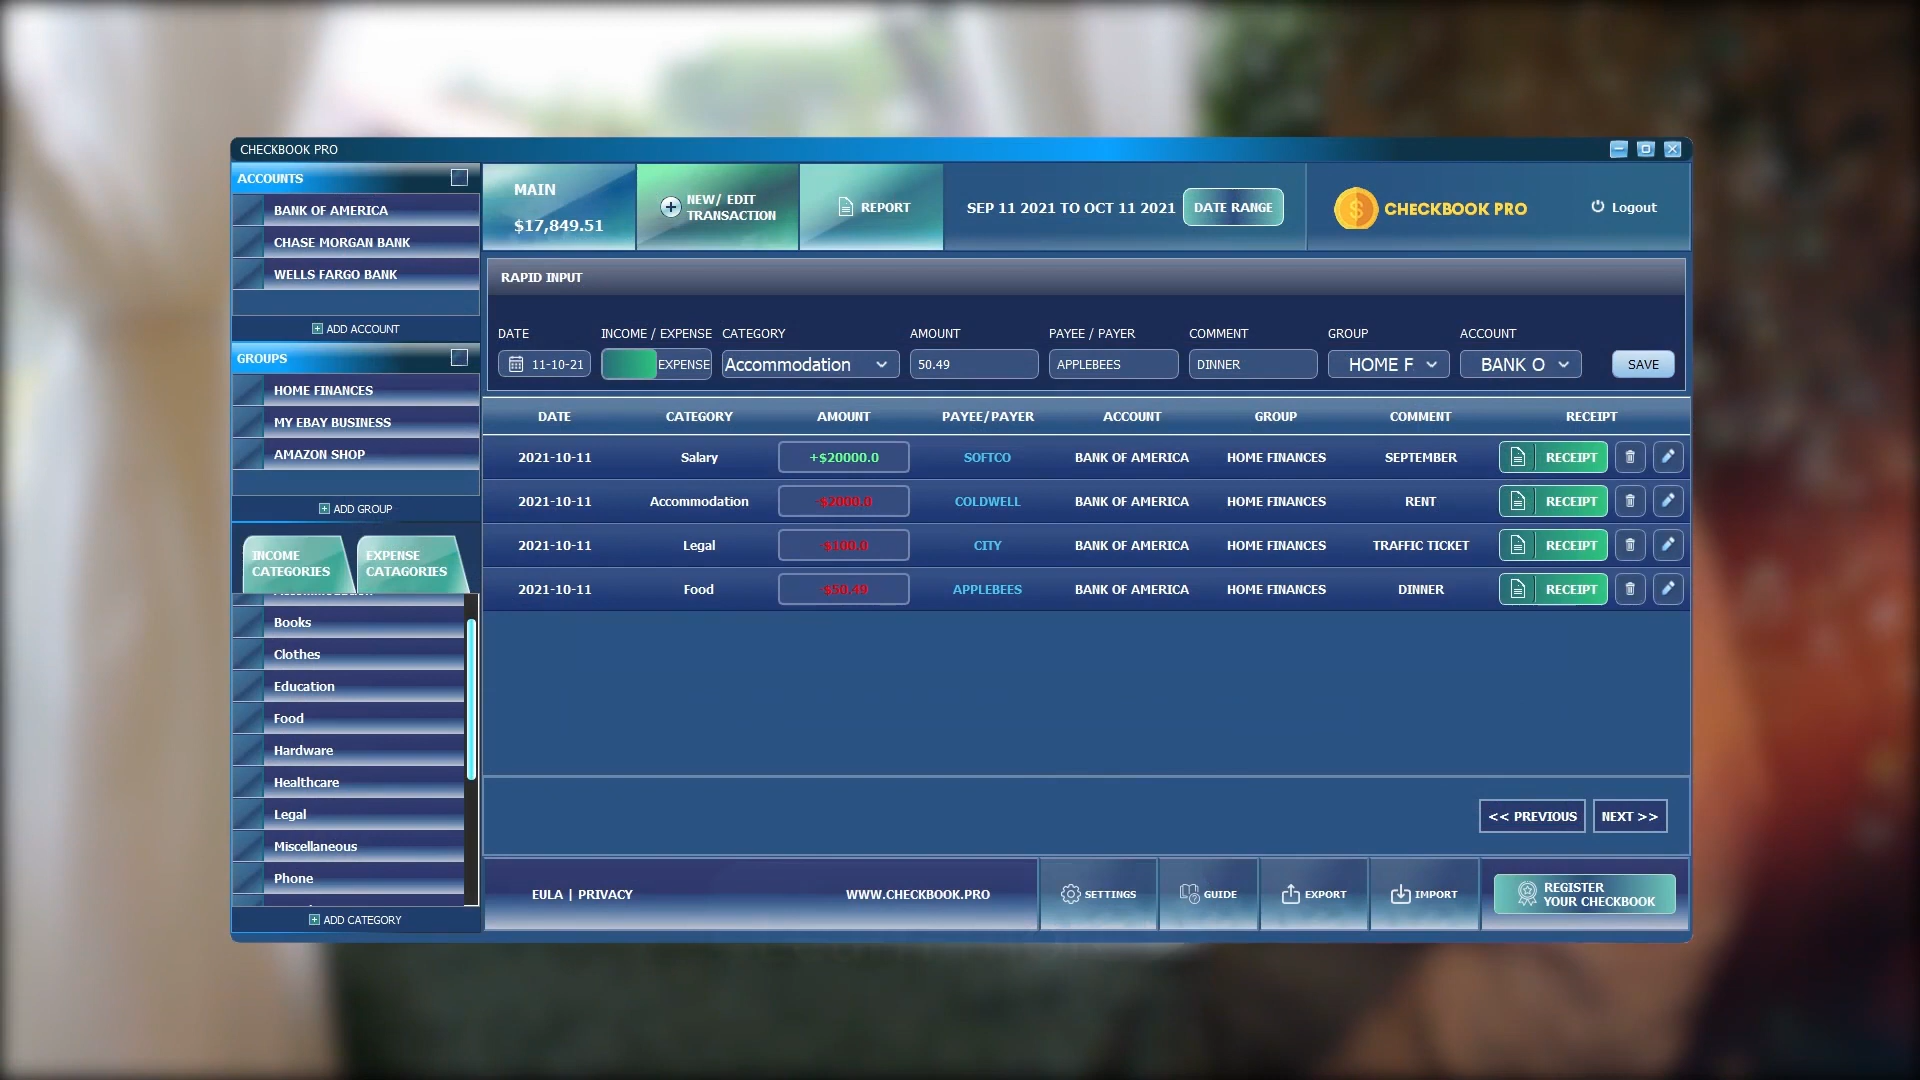 CHECKBOOK PRO
ACCOUNTS
BANK OF AMERICA
CHASE MORGAN BANK
WELLS FARGO BANK
ADD ACCOUNT
GROUPS
HOME FINANCES
MY EBAY BUSINESS
AMAZON SHOP
ADD GROUP
INCOME
CATEGORIES
EXPENSE
CATAGORIES
Books
Clothes
Education
Food
Hardware
Healthcare
Legal
Miscellaneous
Phone
ADD CATEGORY
MAIN
$17,849.51
NEW/ EDIT
TRANSACTION
REPORT
SEP 11 2021 TO OCT 11 2021
DATE RANGE
CHECKBOOK PRO
Logout
RAPID INPUT
DATE INCOME / EXPENSE CATEGORY AMOUNT PAYEE / PAYER COMMENT GROUP ACCOUNT
11-10-21 EXPENSE Accommodation 50.49 APPLEBEES DINNER HOME F BANK O SAVE
DATE CATEGORY AMOUNT PAYEE/PAYER ACCOUNT GROUP COMMENT RECEIPT
2021-10-11 Salary +$20000.0 SOFTCO BANK OF AMERICA HOME FINANCES SEPTEMBER RECEIPT
2021-10-11 Accommodation -$2000.0 COLDWELL BANK OF AMERICA HOME FINANCES RENT RECEIPT
2021-10-11 Legal -$100.0 CITY BANK OF AMERICA HOME FINANCES TRAFFIC TICKET RECEIPT
2021-10-11 Food -$50.49 APPLEBEES BANK OF AMERICA HOME FINANCES DINNER RECEIPT
<< PREVIOUS NEXT >>
EULA | PRIVACY
WWW.CHECKBOOK.PRO
SETTINGS
GUIDE
EXPORT
IMPORT
REGISTER
YOUR CHECKBOOK